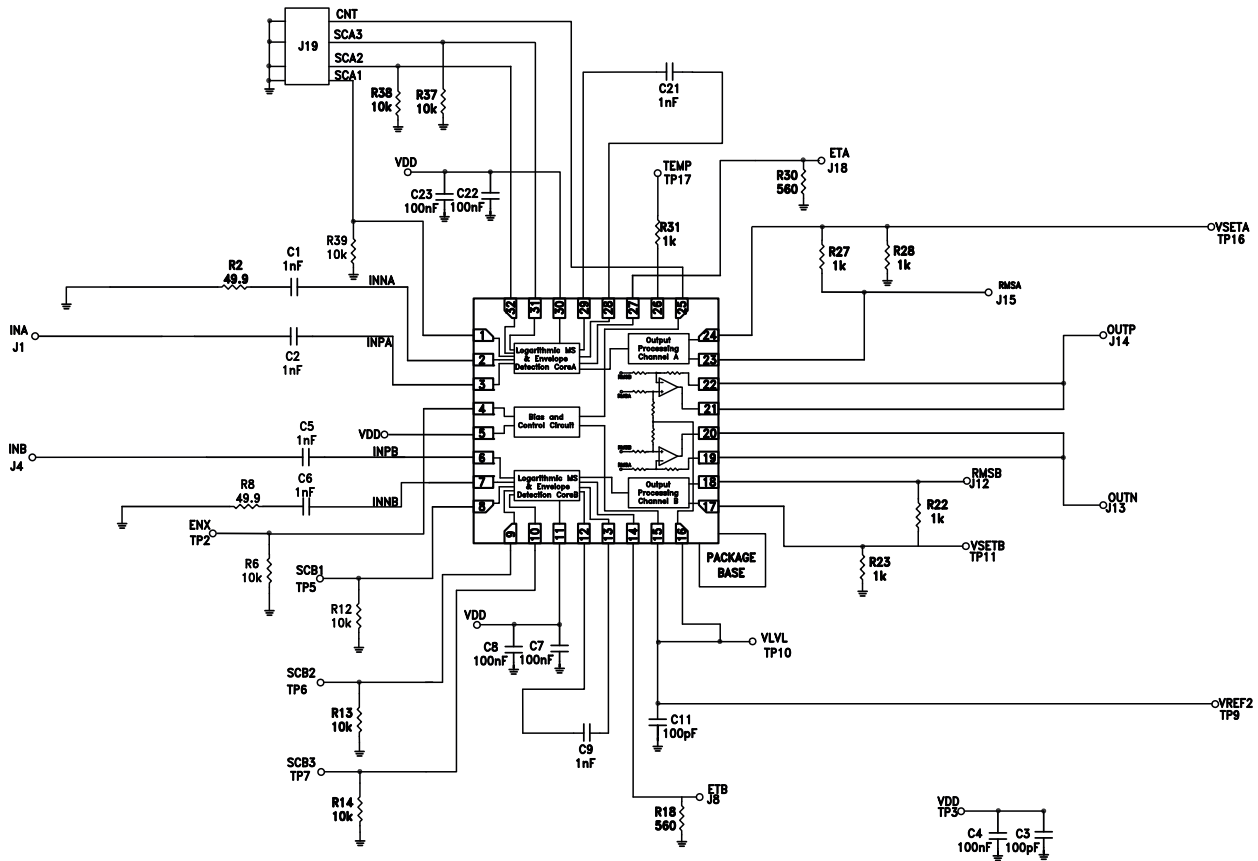 CNT
SCA3
J19
SCA2
SCA1
R38
10k
R37
10k
C21
1nF
VDD
TEMP
TP17
ETA
J18
C23
100nF
C22
100nF
R30
560
R39
10k
R31
1k
VSETA
TP16
R27
1k
R28
1k
R2
49.9
C1
1nF
INNA
RMSA
J15
32
31
30
29
28
27
26
25
INA
J1
C2
1nF
INPA
1
2
3
4
5
6
7
8
Logarithmic MS
& Envelope
Detection CoreA
Output
Processing
Channel A
24
23
22
21
20
19
18
17
OUTP
J14
RMSB
RMSA
Bias and
Control Circuit
VDD
RMSB
RMSA
INB
J4
C5
1nF
INPB
C6
1nF
INNB
R8
49.9
Logarithmic MS
& Envelope
Detection CoreB
Output
Processing
Channel B
RMSB
J12
OUTN
J13
R22
1k
ENX
TP2
9
10
11
12
13
14
15
16
VSETB
TP11
R23
1k
PACKAGE
BASE
R6
10k
SCB1
TP5
R12
10k
VDD
C8
100nF
C7
100nF
VLVL
TP10
SCB2
TP6
R13
10k
C11
100pF
VREF2
TP9
C9
1nF
SCB3
TP7
R14
10k
ETB
J8
R18
560
VDD
TP3
C4
100nF
C3
100pF